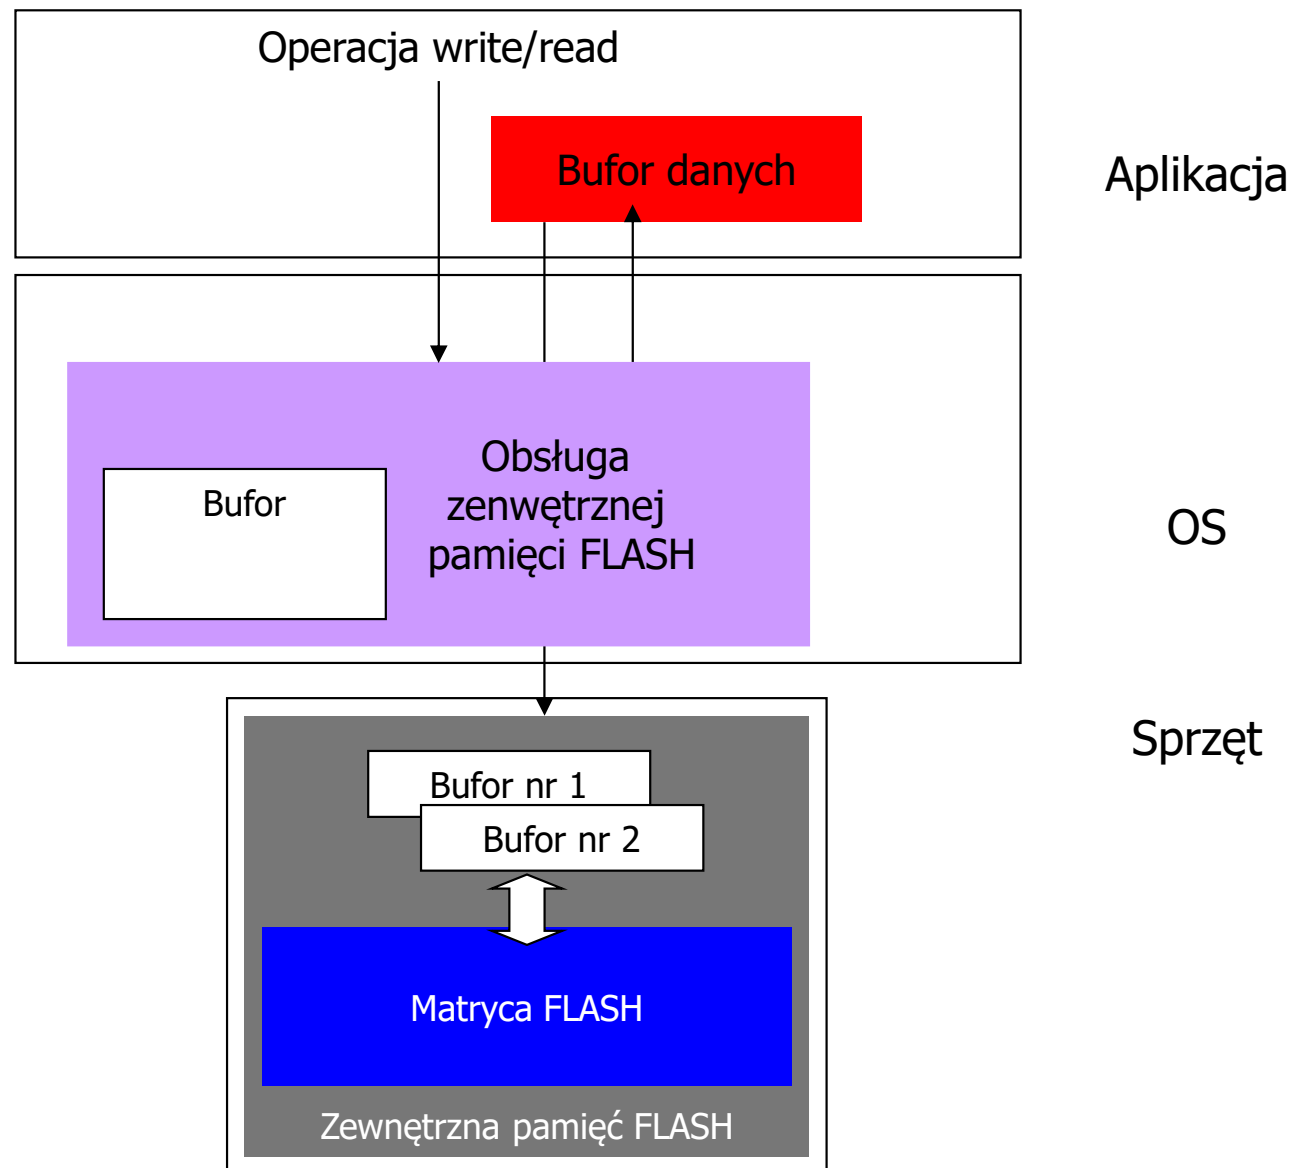 Operacja write/read
Bufor danych
Aplikacja
Obsługa
zenwętrznej
pamięci FLASH
Bufor
OS
Sprzęt
Bufor nr 1
Bufor nr 2
Matryca FLASH
Zewnętrzna pamięć FLASH